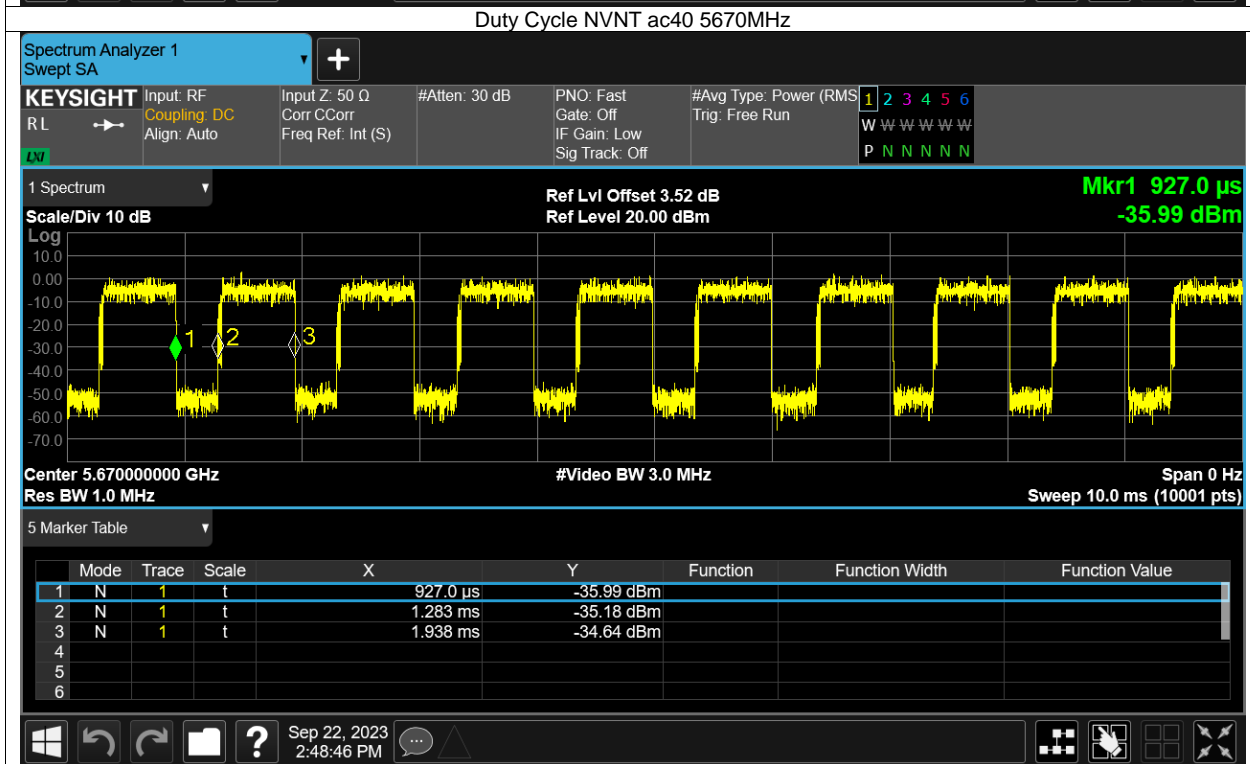 Duty Cycle NVNT ac40 5670MHz
Spectrum Analyzer 1
Swept SA
+
KEYSIGHT Input: RF Input Z: 50 Ω #Atten: 30 dB PNO: Fast #Avg Type: Power (RMS 1 2 3 4 5 6
R L Coupling: DC Corr CCorr Gate: Off Trig: Free Run W W W W W W
Align: Auto Freq Ref: Int (S) IF Gain: Low P N N N N N
LXI Sig Track: Off
1 Spectrum Ref Lvl Offset 3.52 dB Mkr1 927.0 µs
Scale/Div 10 dB Ref Level 20.00 dBm -35.99 dBm
Log
10.0
0.00
-10.0
-20.0
1 2 3
-30.0
-40.0
-50.0
-60.0
-70.0
Center 5.670000000 GHz #Video BW 3.0 MHz Span 0 Hz
Res BW 1.0 MHz Sweep 10.0 ms (10001 pts)
5 Marker Table
Mode Trace Scale X Y Function Function Width Function Value
1 N 1 t 927.0 µs -35.99 dBm
2 N 1 t 1.283 ms -35.18 dBm
3 N 1 t 1.938 ms -34.64 dBm
4
5
6
? Sep 22, 2023
2:48:46 PM